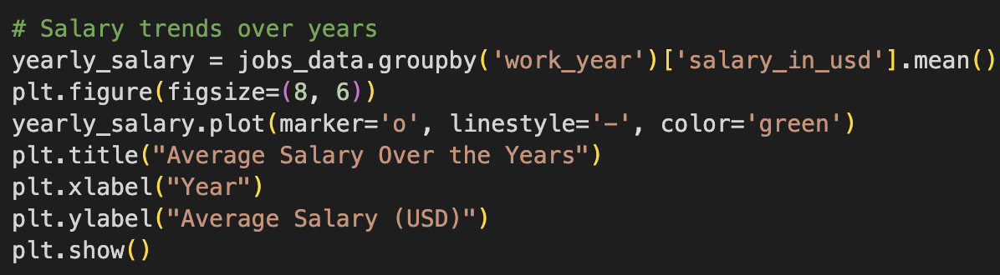 # Salary trends over years
yearly_salary = jobs_data.groupby('work_year')['salary_in_usd'].mean()
plt.figure(figsize=(8, 6))
yearly_salary.plot(marker='o', linestyle='-', color='green')
plt.title("Average Salary Over the Years")
plt.xlabel("Year")
plt.ylabel("Average Salary (USD)")
plt.show()